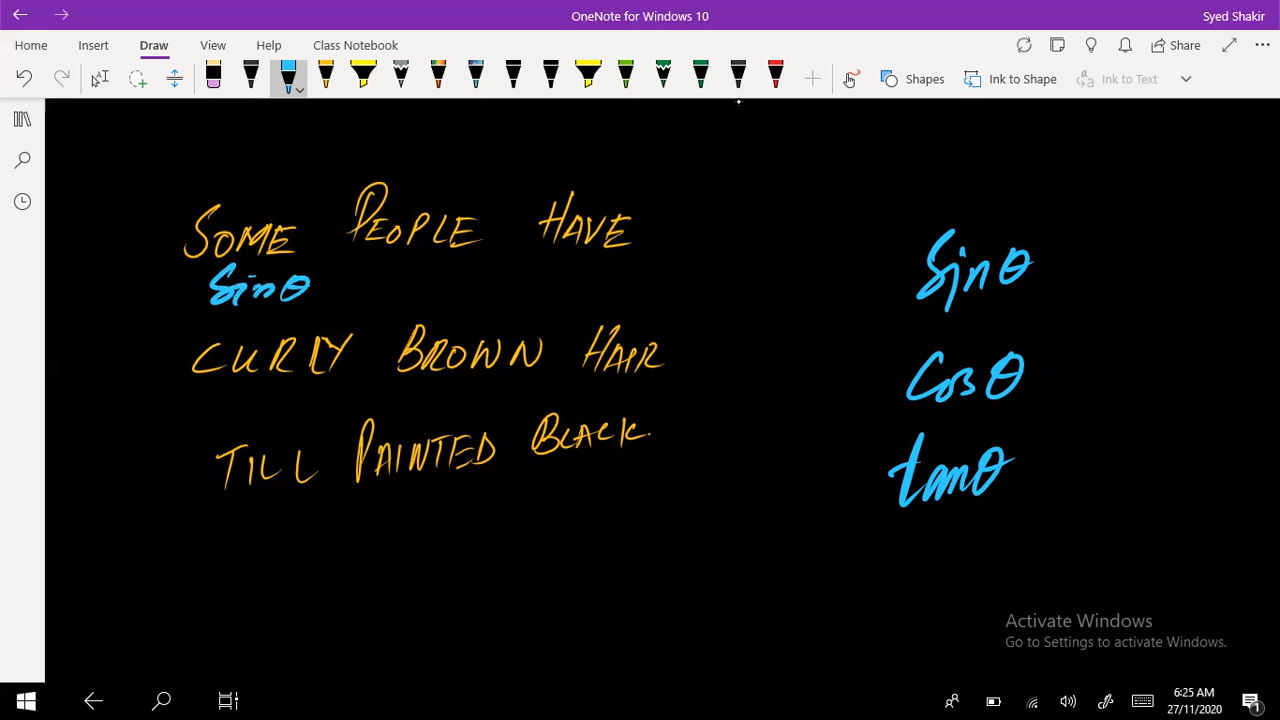 OneNote for Windows 10
Syed Shakir
Home Insert Draw View Help Class Notebook
Share
Shapes Ink to Shape Ink to Text
SOME PEOPLE HAVE
sinθ
CURLY BROWN HAIR
TILL PAINTED BLACK.
sinθ
cosθ
tanθ
Activate Windows
Go to Settings to activate Windows.
6:25 AM
27/11/2020
1